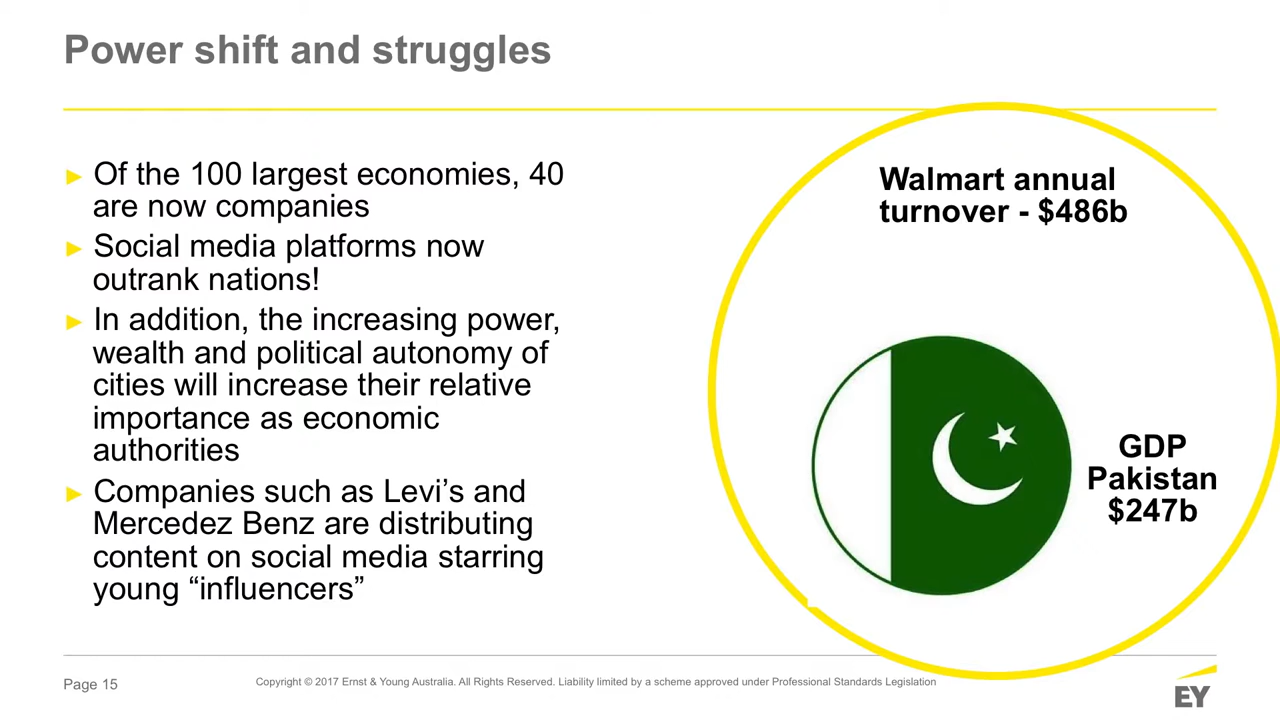 Power shift and struggles
► Of the 100 largest economies, 40
are now companies
► Social media platforms now
outrank nations!
► In addition, the increasing power,
wealth and political autonomy of
cities will increase their relative
importance as economic
authorities
► Companies such as Levi’s and
Mercedez Benz are distributing
content on social media starring
young “influencers”
Walmart annual
turnover - $486b
GDP
Pakistan
$247b
Page 15
Copyright © 2017 Ernst & Young Australia. All Rights Reserved. Liability limited by a scheme approved under Professional Standards Legislation
EY